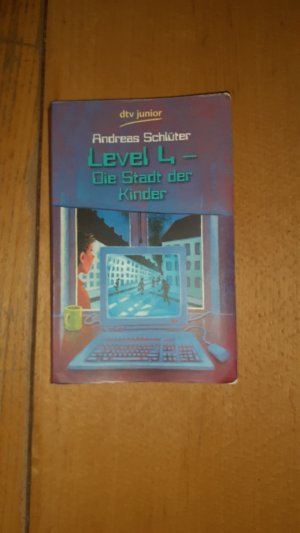 dtv junior
Andreas Schlüter
Level 4 –
Die Stadt der
Kinder